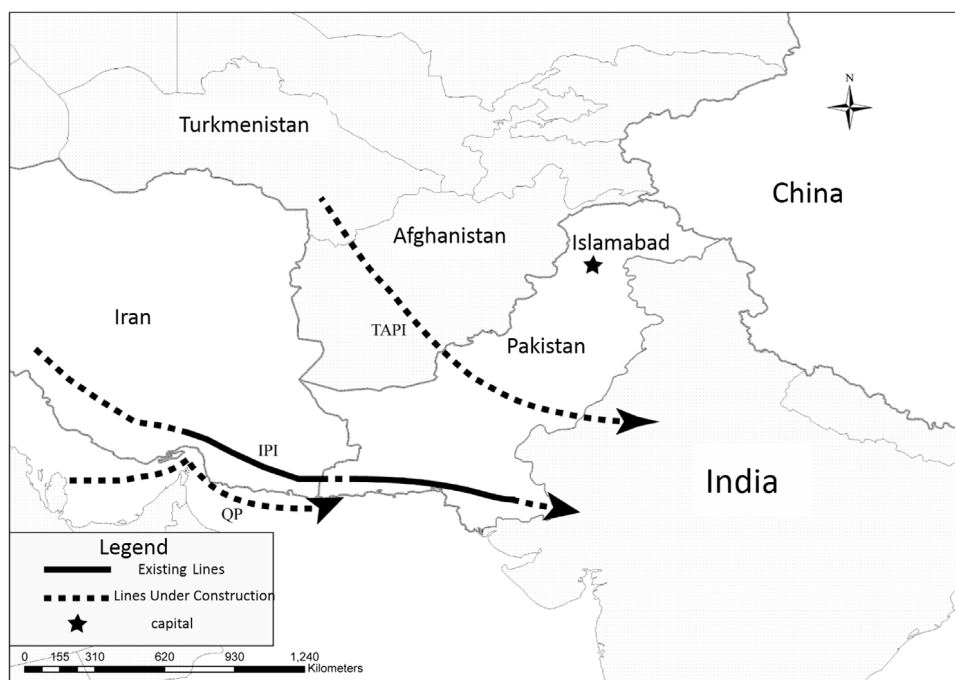 N
Turkmenistan
China
Afghanistan
Islamabad
Iran
TAPI
Pakistan
IPI
India
QP
Legend
Existing Lines
Lines Under Construction
capital
0 155 310 620 930 1,240
Kilometers